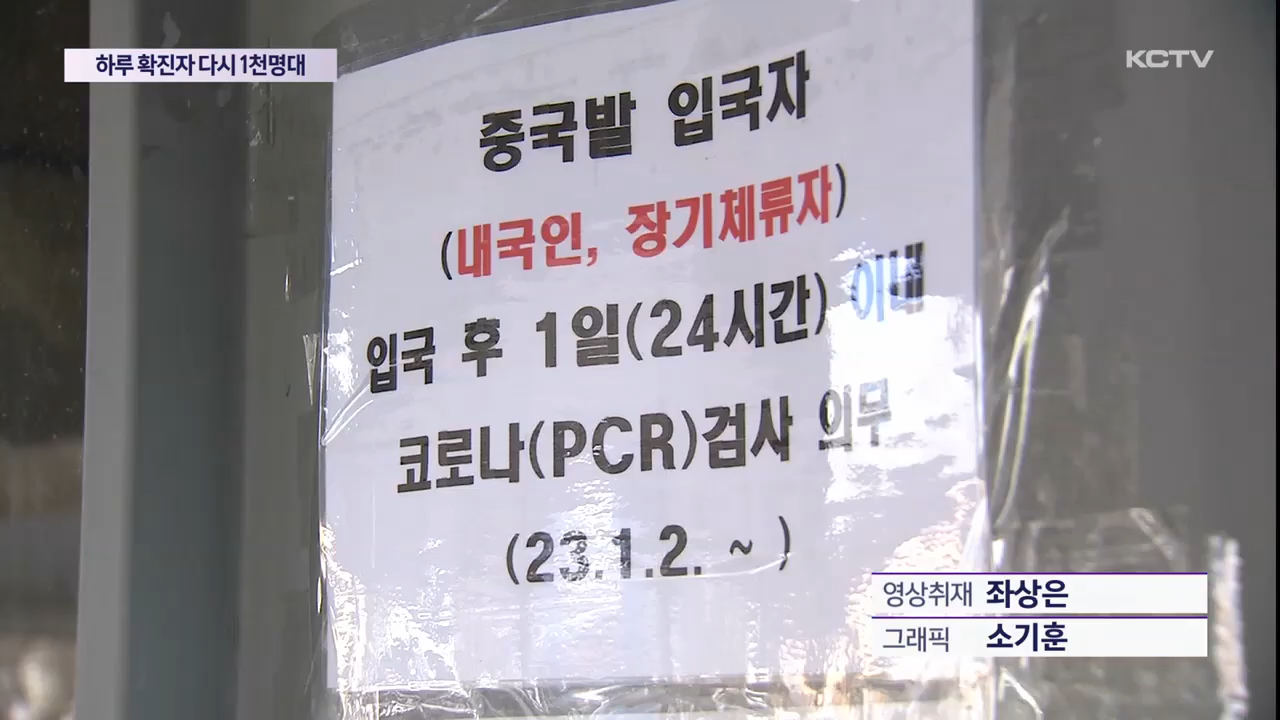 하루 확진자 다시 1천명대
KCTV
중국발 입국자
(내국인, 장기체류자)
입국 후 1일(24시간) 이내
코로나(PCR)검사 의무
(23.1.2. ~ )
영상취재 좌상은
그래픽 소기훈